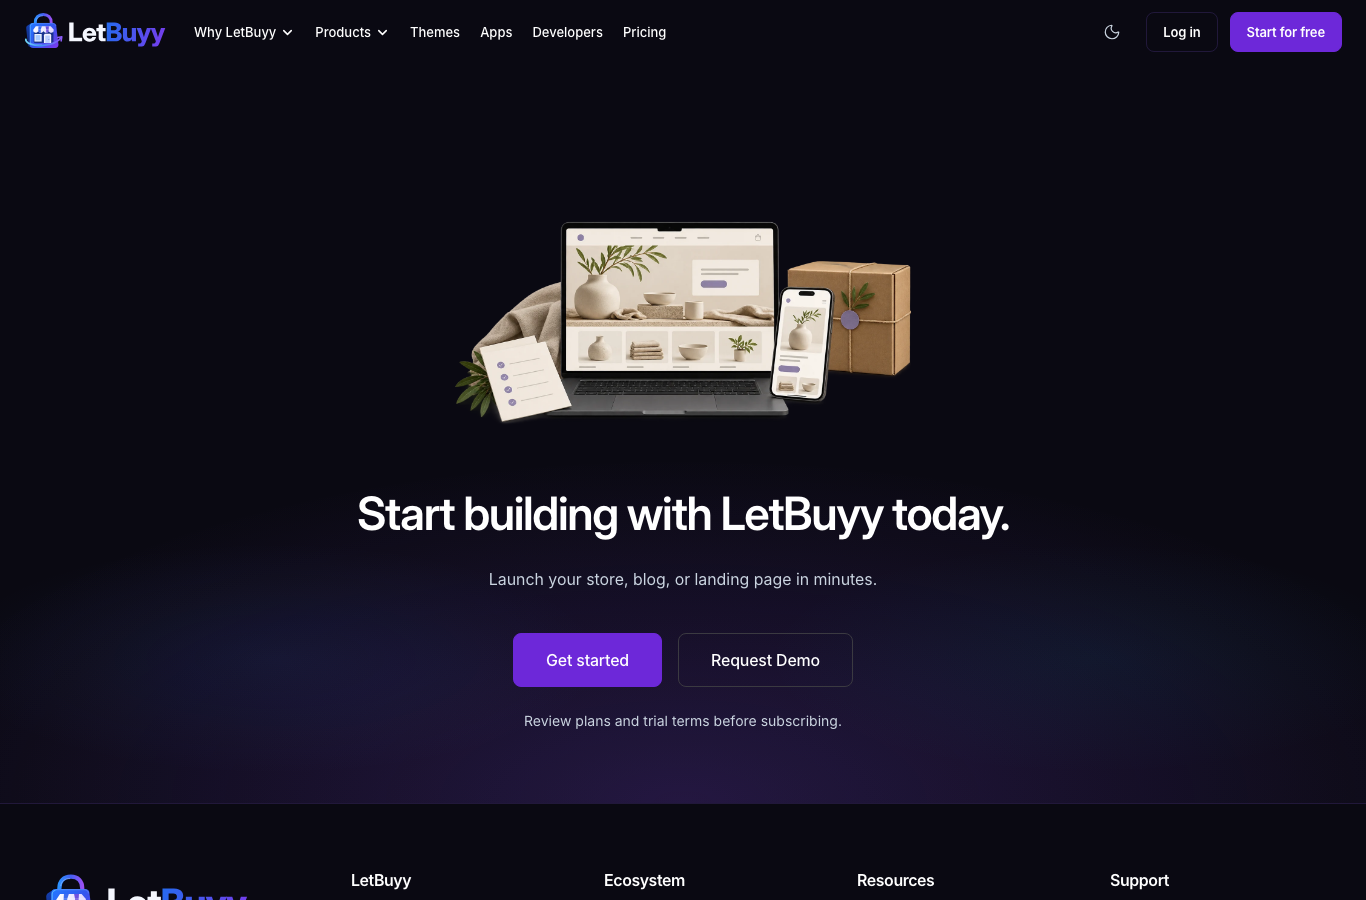 LetBuyy
Why LetBuyy
Products
Themes
Apps
Developers
Pricing
Log in
Start for free
Start building with LetBuyy today.
Launch your store, blog, or landing page in minutes.
Get started
Request Demo
Review plans and trial terms before subscribing.
LetBuyy
LetBuyy
Ecosystem
Resources
Support